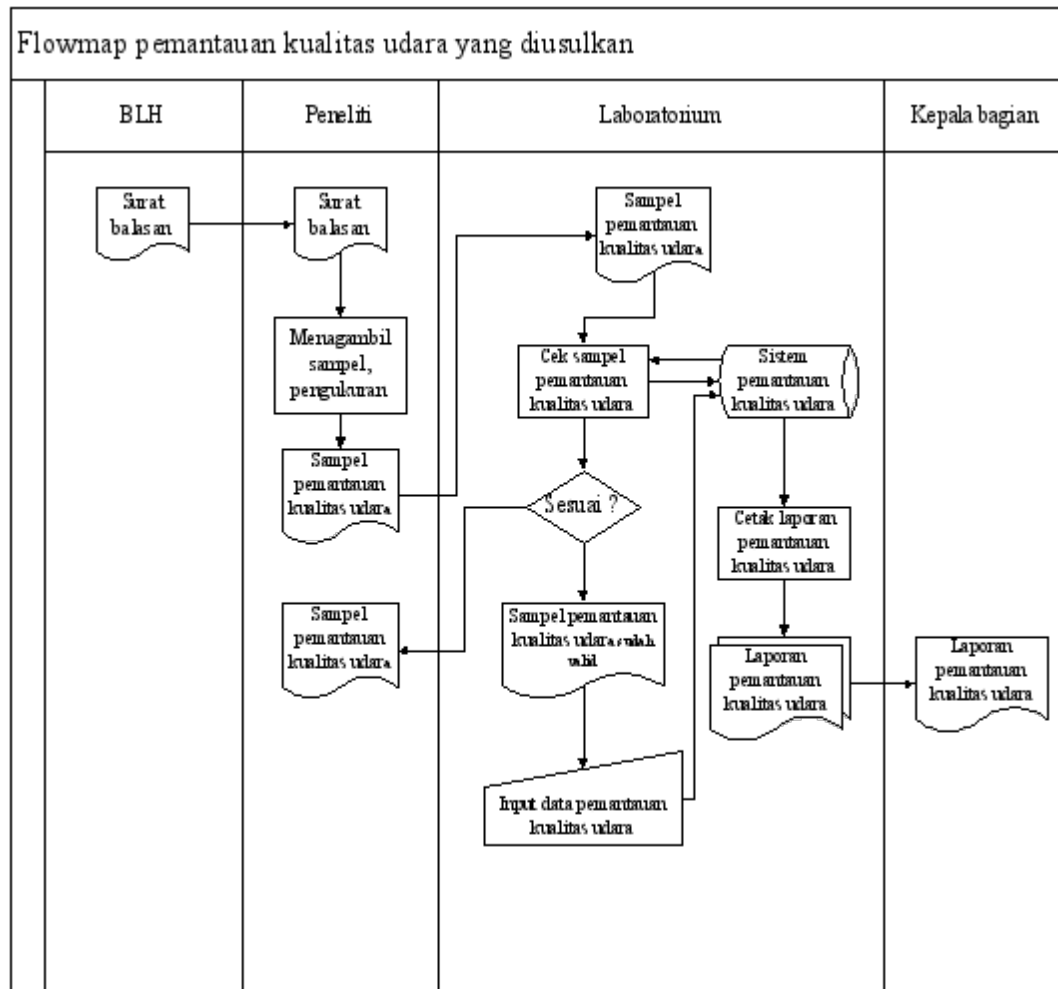 Flowmap pemantauan kualitas udara yang diusulkan
BLH
Peneliti
Laboratorium
Kepala bagian
Surat
balasan
Surat
balasan
Sampel
pemantauan
kualitas udara
Menagambil
sampel,
pengukuran
Cek sampel
pemantauan
kualitas udara
Sistem
pemantauan
kualitas udara
Sampel
pemantauan
kualitas udara
Sesuai ?
Cetak laporan
pemantauan
kualitas udara
Sampel
pemantauan
kualitas udara
Sampel pemantauan
kualitas udara sudah
valid
Laporan
pemantauan
kualitas udara
Laporan
pemantauan
kualitas udara
Input data pemantauan
kualitas udara